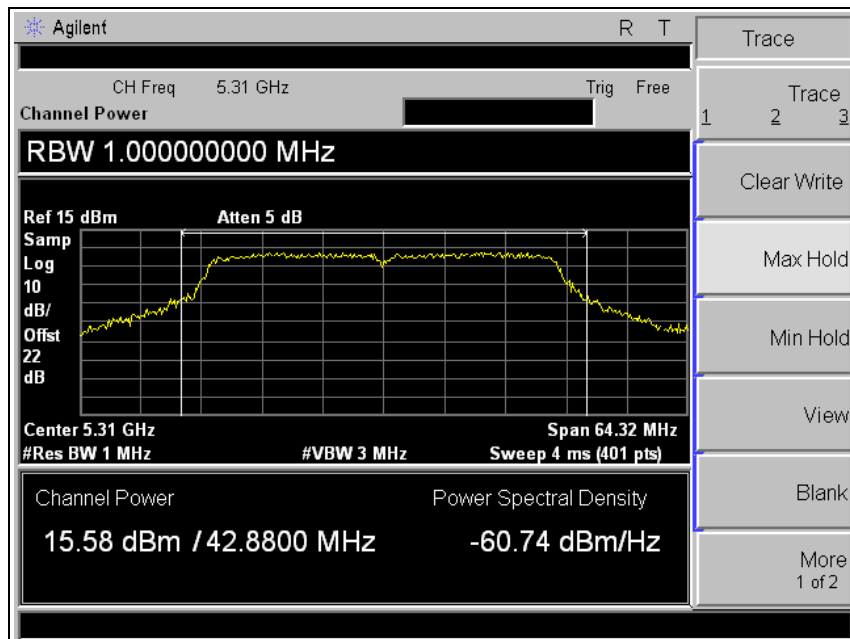 Agilent R T
Trace
CH Freq 5.31 GHz Trig Free
Channel Power
Trace
1 2 3
RBW 1.000000000 MHz
Clear Write
Ref 15 dBm Atten 5 dB
Samp
Log
10
dB/
Offst
22
dB
Max Hold
Min Hold
Center 5.31 GHz Span 64.32 MHz
#Res BW 1 MHz #VBW 3 MHz Sweep 4 ms (401 pts)
View
Channel Power Power Spectral Density
15.58 dBm / 42.8800 MHz -60.74 dBm/Hz
Blank
More
1 of 2